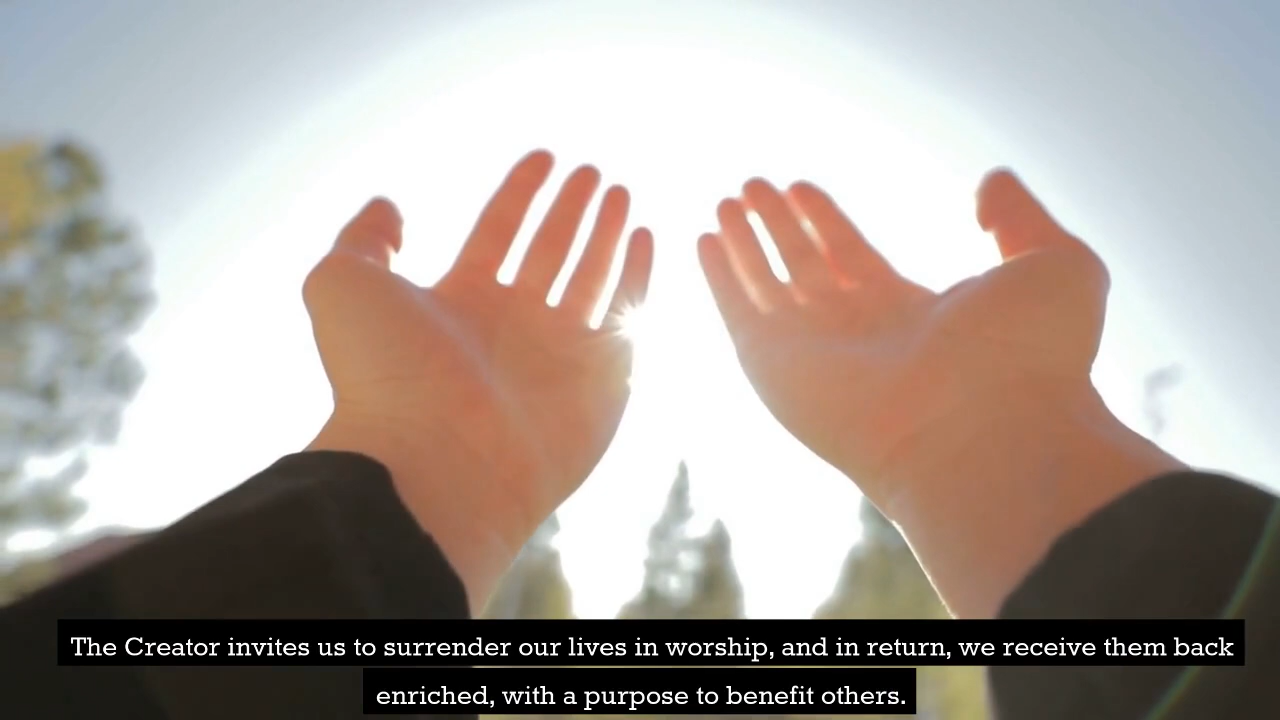 The Creator invites us to surrender our lives in worship, and in return, we receive them back
enriched, with a purpose to benefit others.